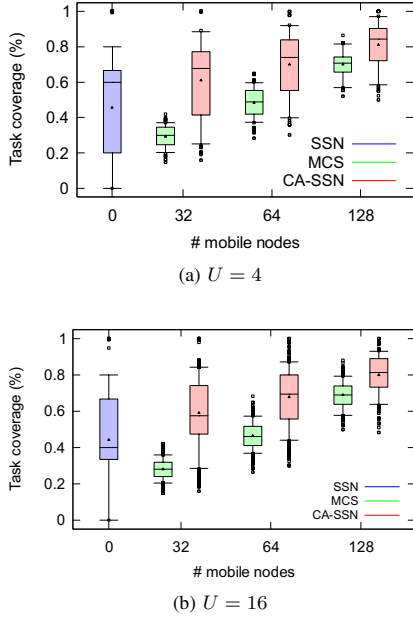 Task coverage (%)
1
0.8
0.6
0.4
0.2
0
SSN
MCS
CA-SSN
0 32 64 128
# mobile nodes
(a) U = 4
Task coverage (%)
1
0.8
0.6
0.4
0.2
0
SSN
MCS
CA-SSN
0 32 64 128
# mobile nodes
(b) U = 16